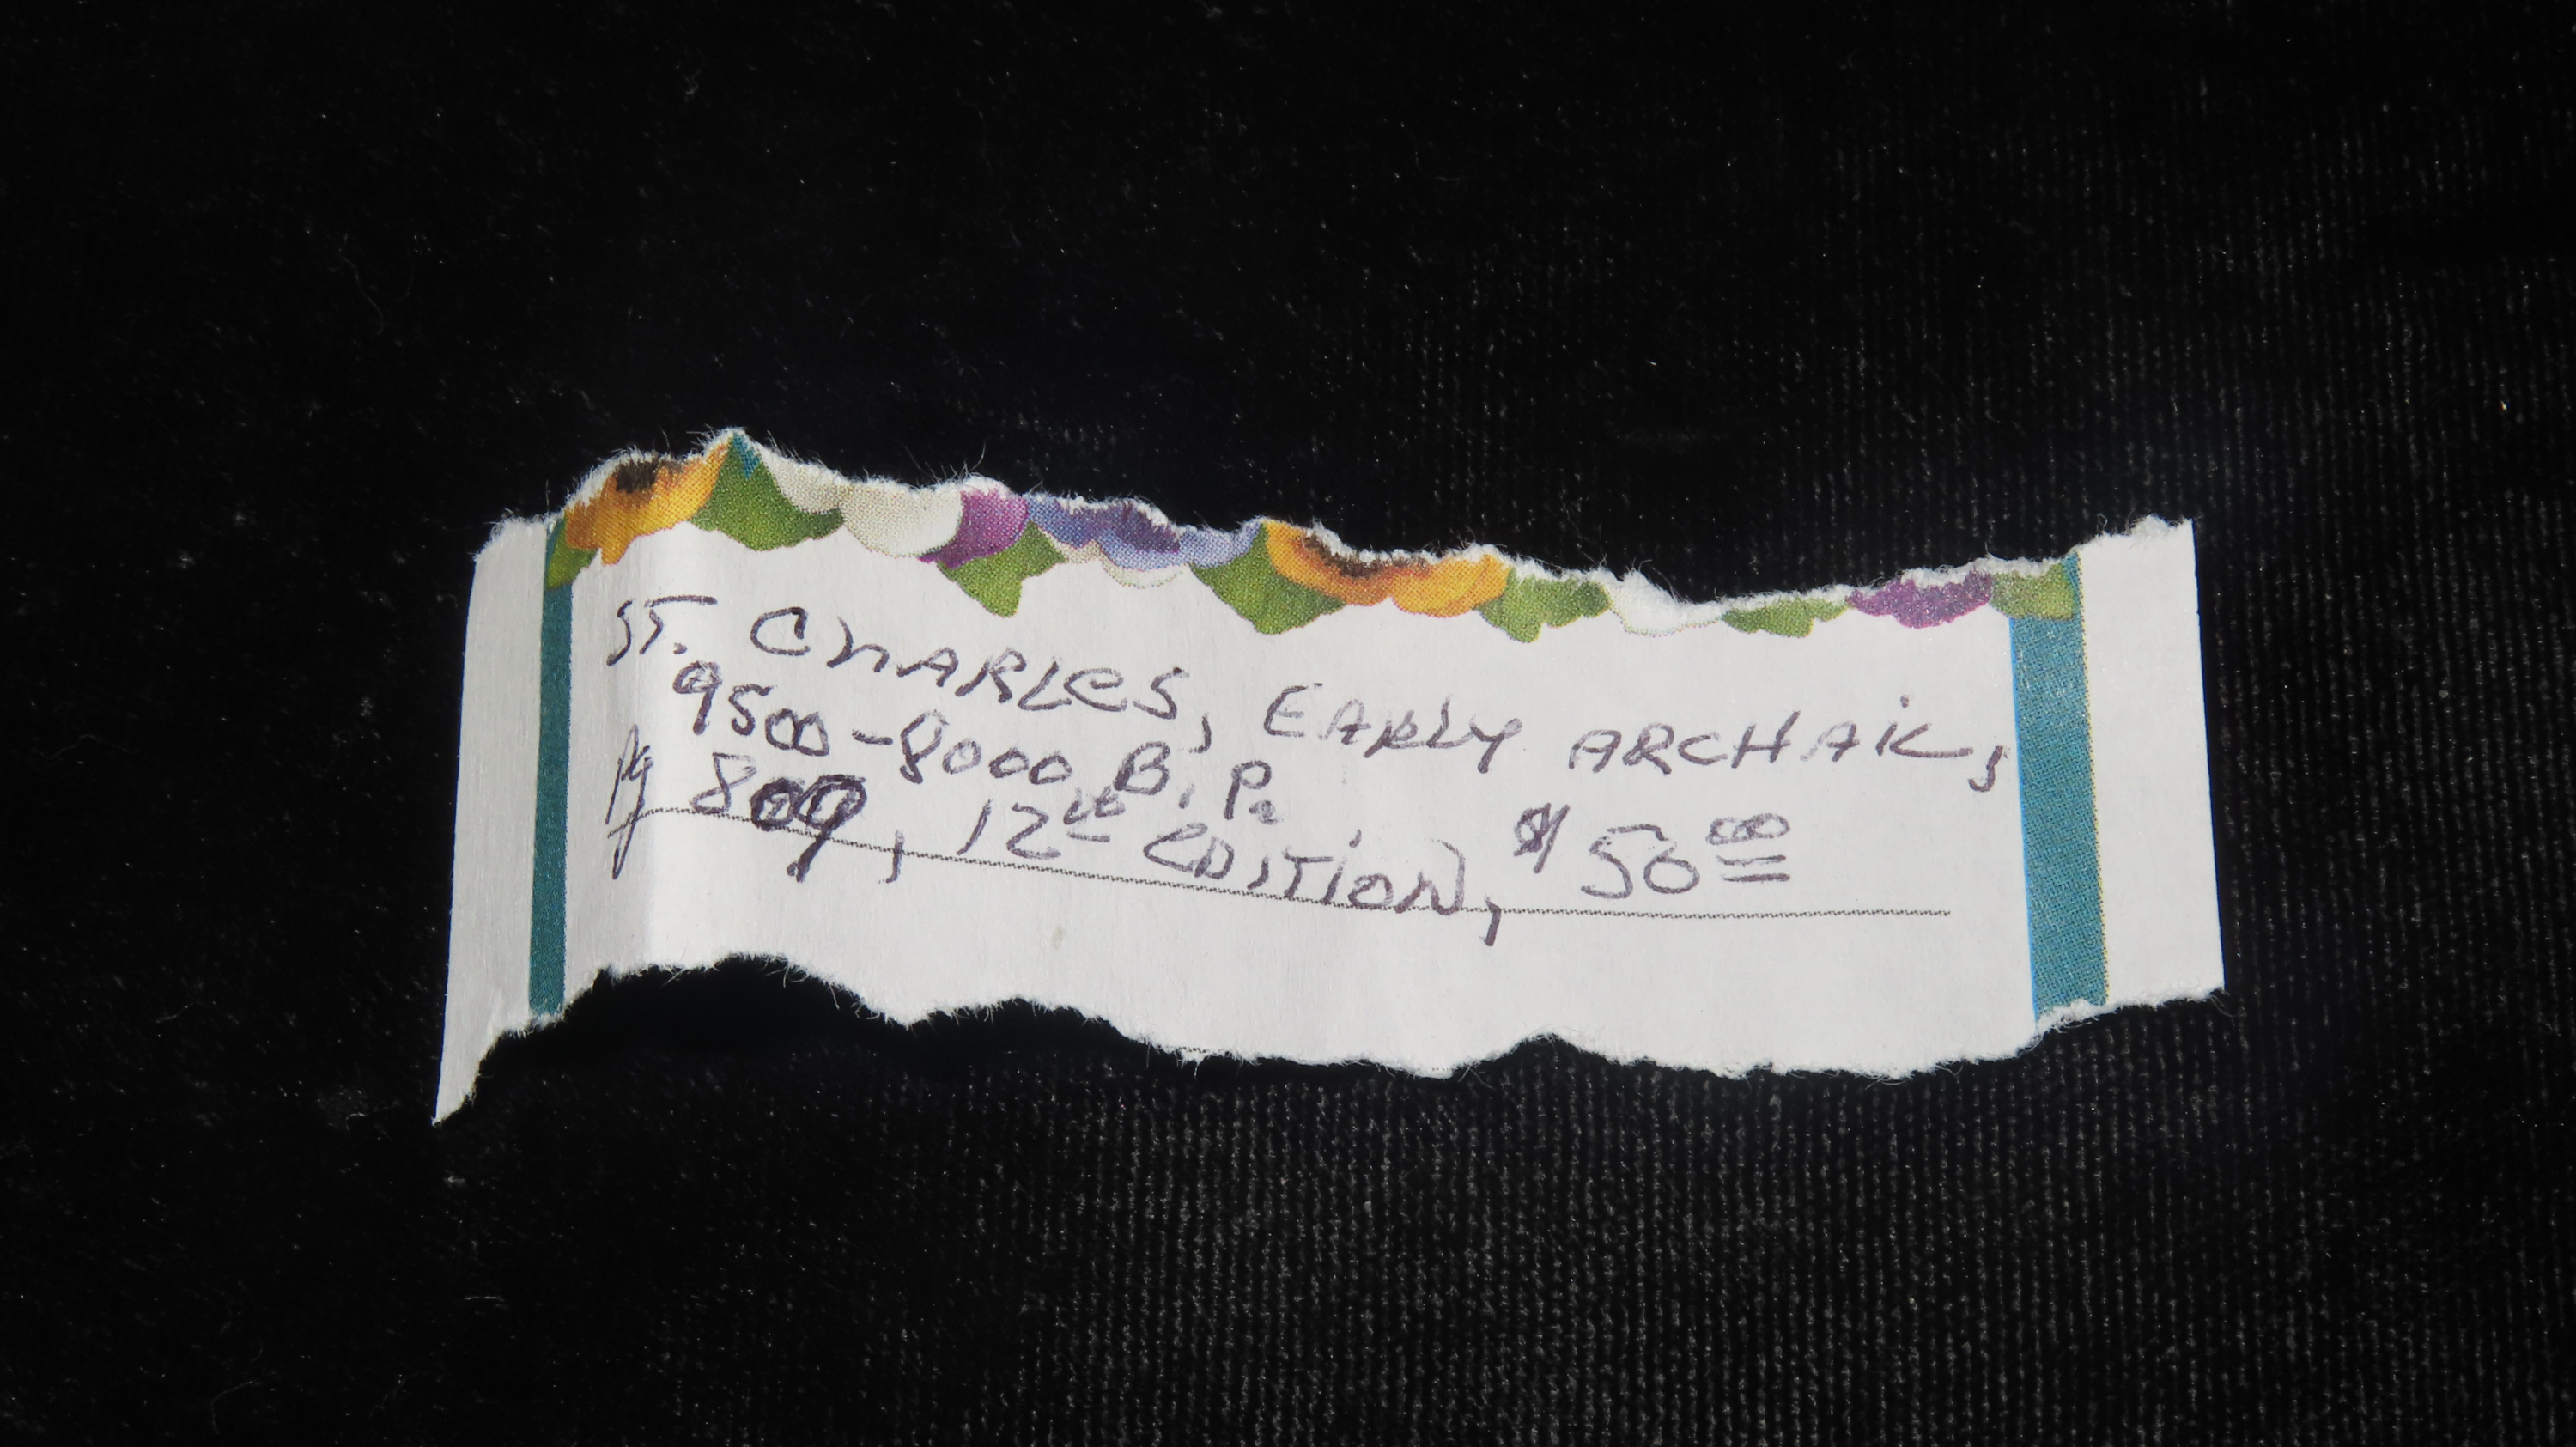 ST. CHARLES, EARLY ARCHAIC,
9500-8000 B.P.
pg 809, 12th EDITION, $50 00